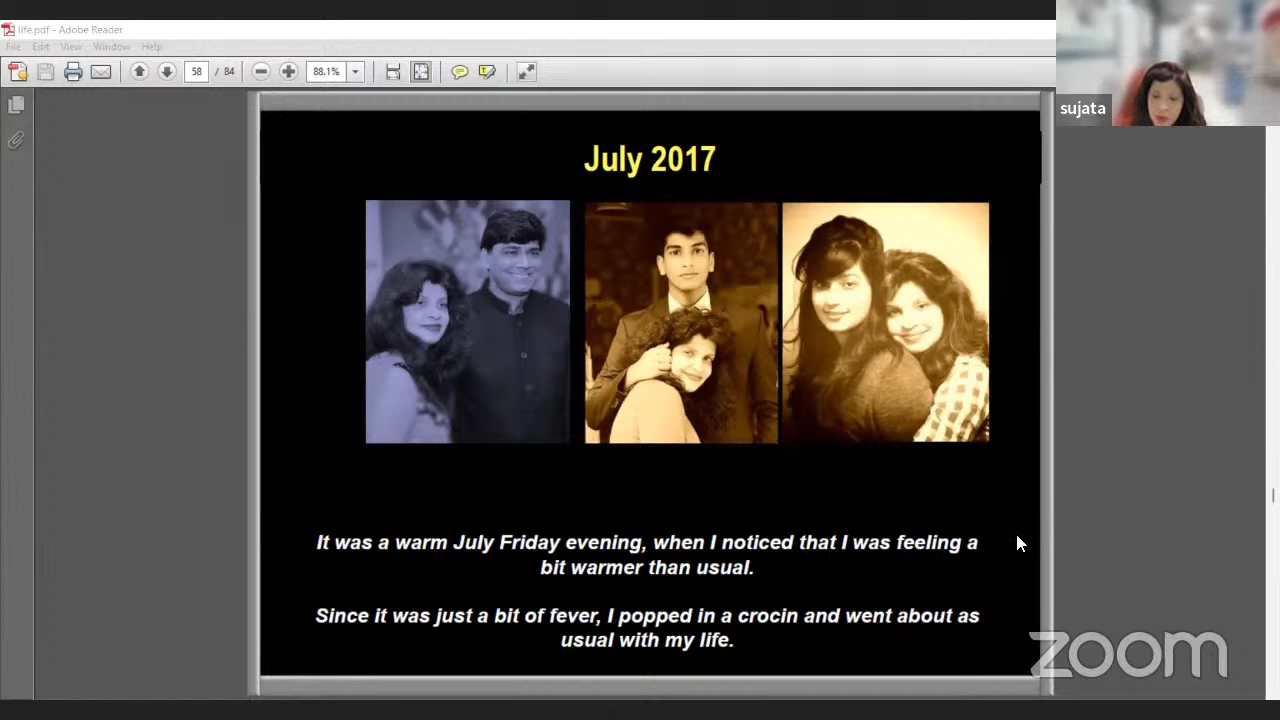 life.pdf - Adobe Reader
File Edit View Window Help
58 / 84 88.1%
sujata
July 2017
It was a warm July Friday evening, when I noticed that I was feeling a
bit warmer than usual.
Since it was just a bit of fever, I popped in a crocin and went about as
usual with my life.
zoom